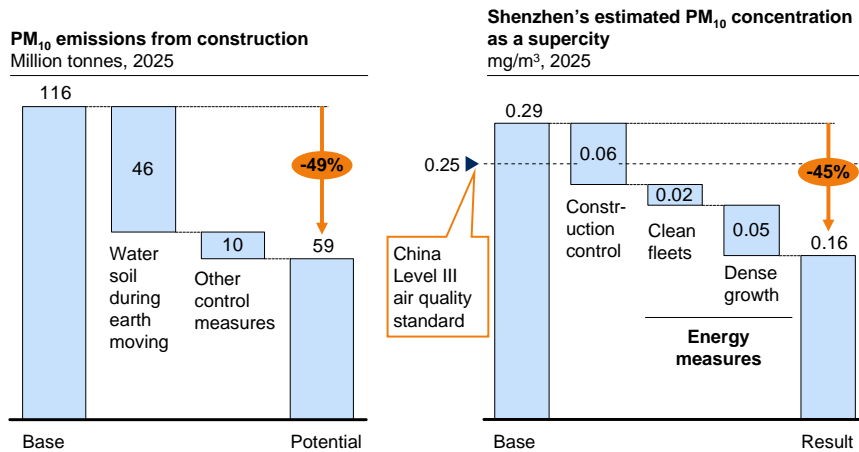 PM10 emissions from construction
Million tonnes, 2025
116
46
10
59
-49%
Water
soil
during
earth
moving
Other
control
measures
Base
Potential
Shenzhen's estimated PM10 concentration
as a supercity
mg/m³, 2025
0.29
0.25
0.06
0.02
0.05
0.16
-45%
China
Level III
air quality
standard
Constr-
uction
control
Clean
fleets
Dense
growth
Energy
measures
Base
Result